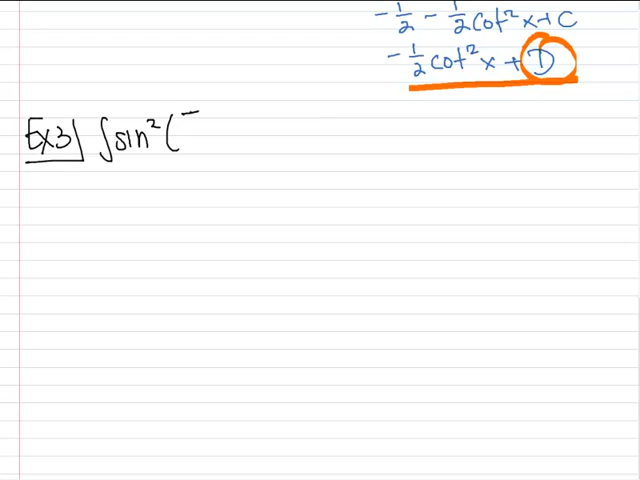 -1/2 - 1/2 cot² x + C
-1/2 cot² x + D
Ex3) ∫sin²(